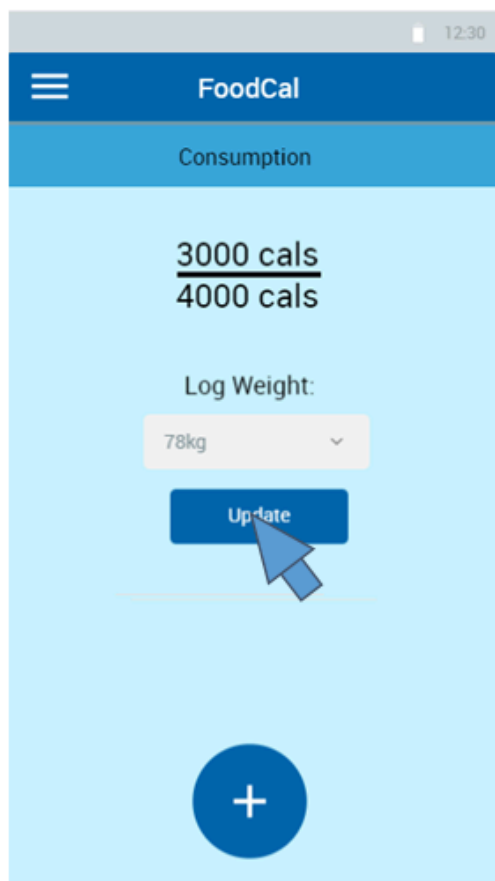 12:30
FoodCal
Consumption
3000 cals
4000 cals
Log Weight:
78kg
Update
+